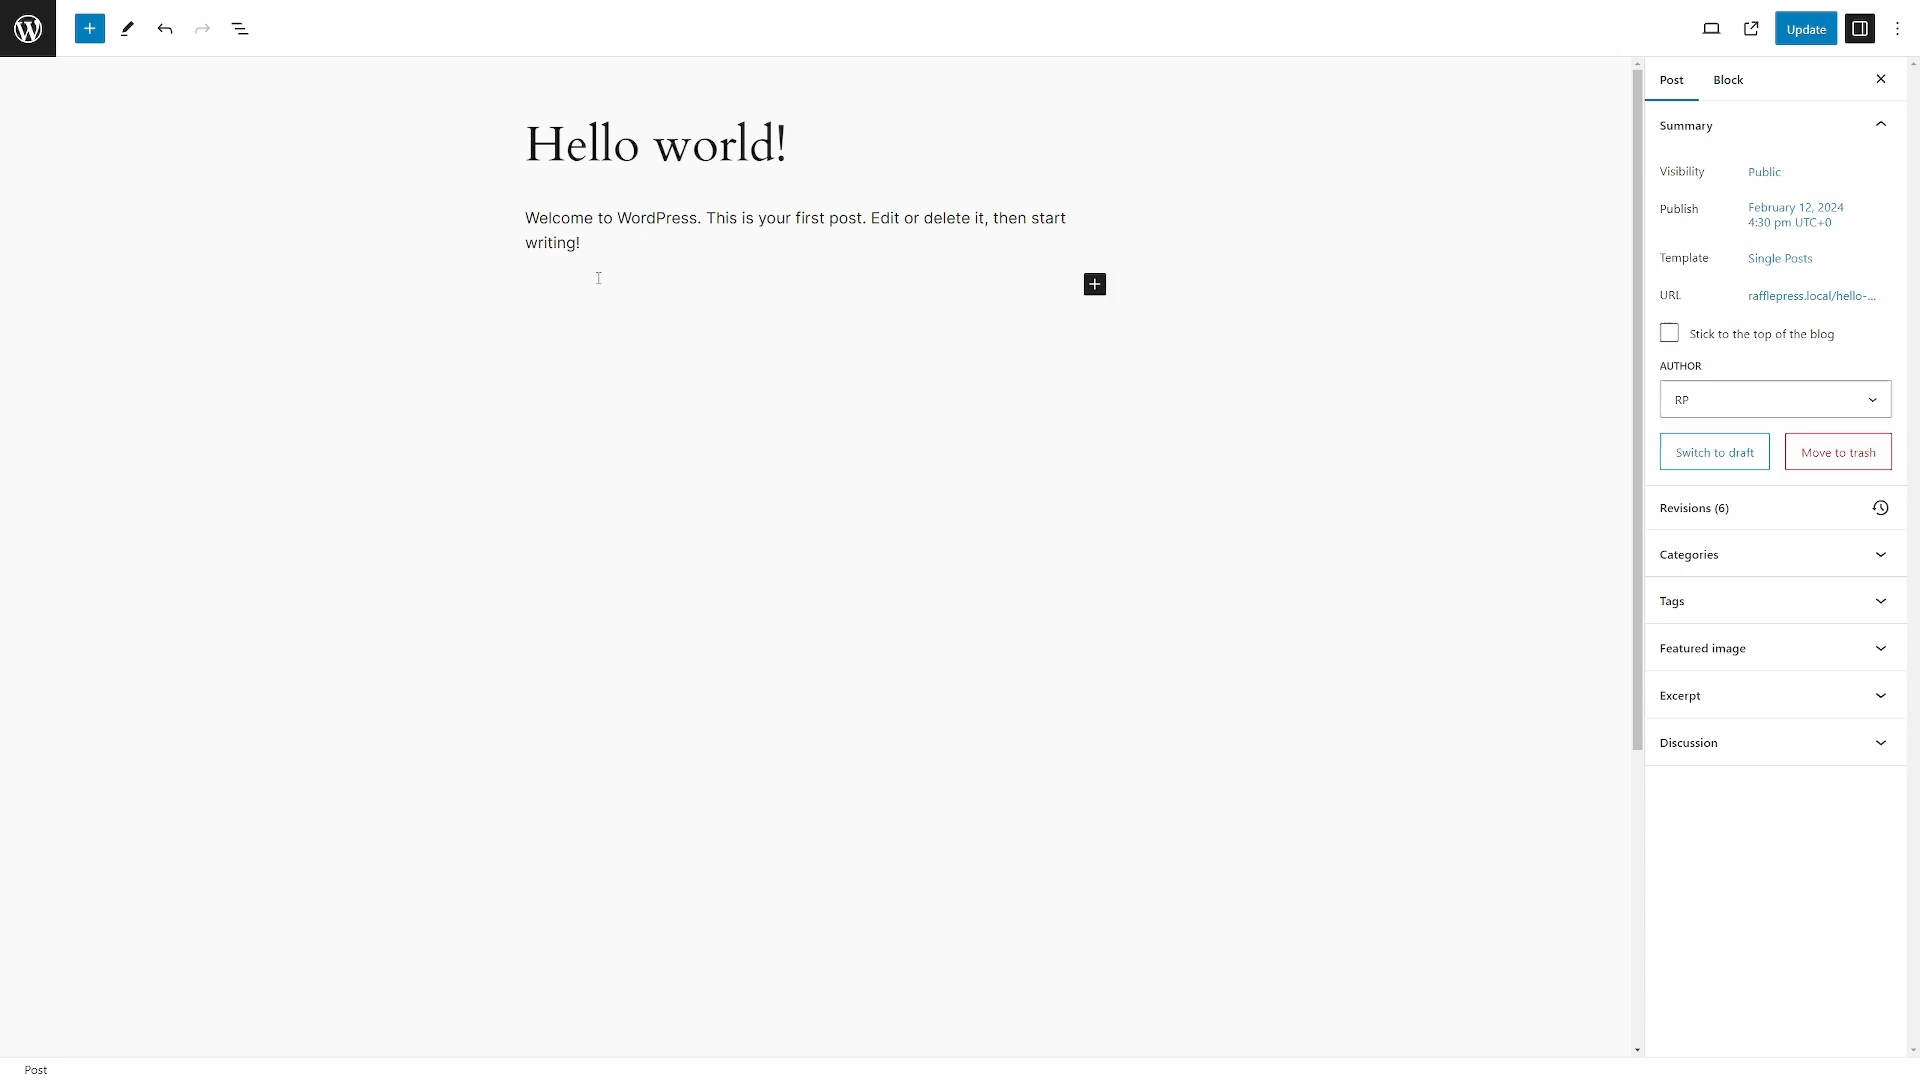 Update
Post
Block
Summary
Hello world!
Visibility
Public
Publish
February 12, 2024
4:30 pm UTC+0
Welcome to WordPress. This is your first post. Edit or delete it, then start
writing!
Template
Single Posts
URL
rafflepress.local/hello-...
Stick to the top of the blog
AUTHOR
RP
Switch to draft
Move to trash
Revisions (6)
Categories
Tags
Featured image
Excerpt
Discussion
Post